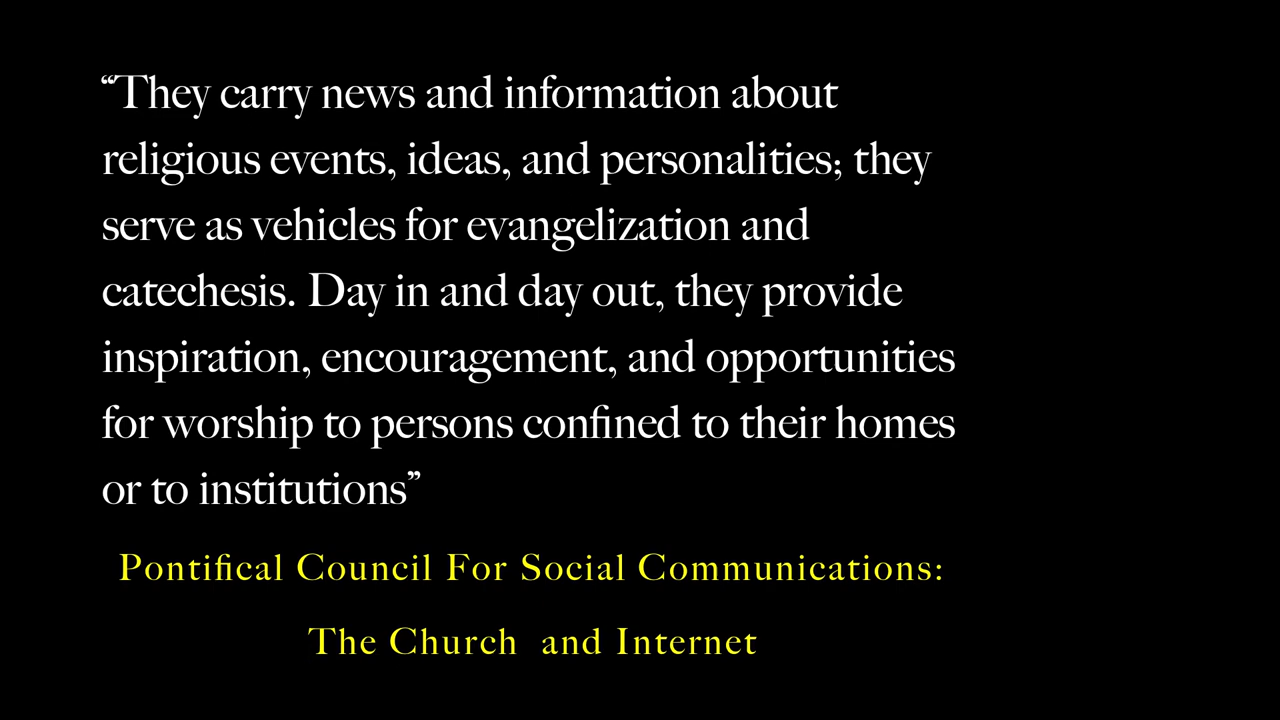 “They carry news and information about
religious events, ideas, and personalities; they
serve as vehicles for evangelization and
catechesis. Day in and day out, they provide
inspiration, encouragement, and opportunities
for worship to persons confined to their homes
or to institutions”
Pontifical Council For Social Communications:
The Church  and Internet